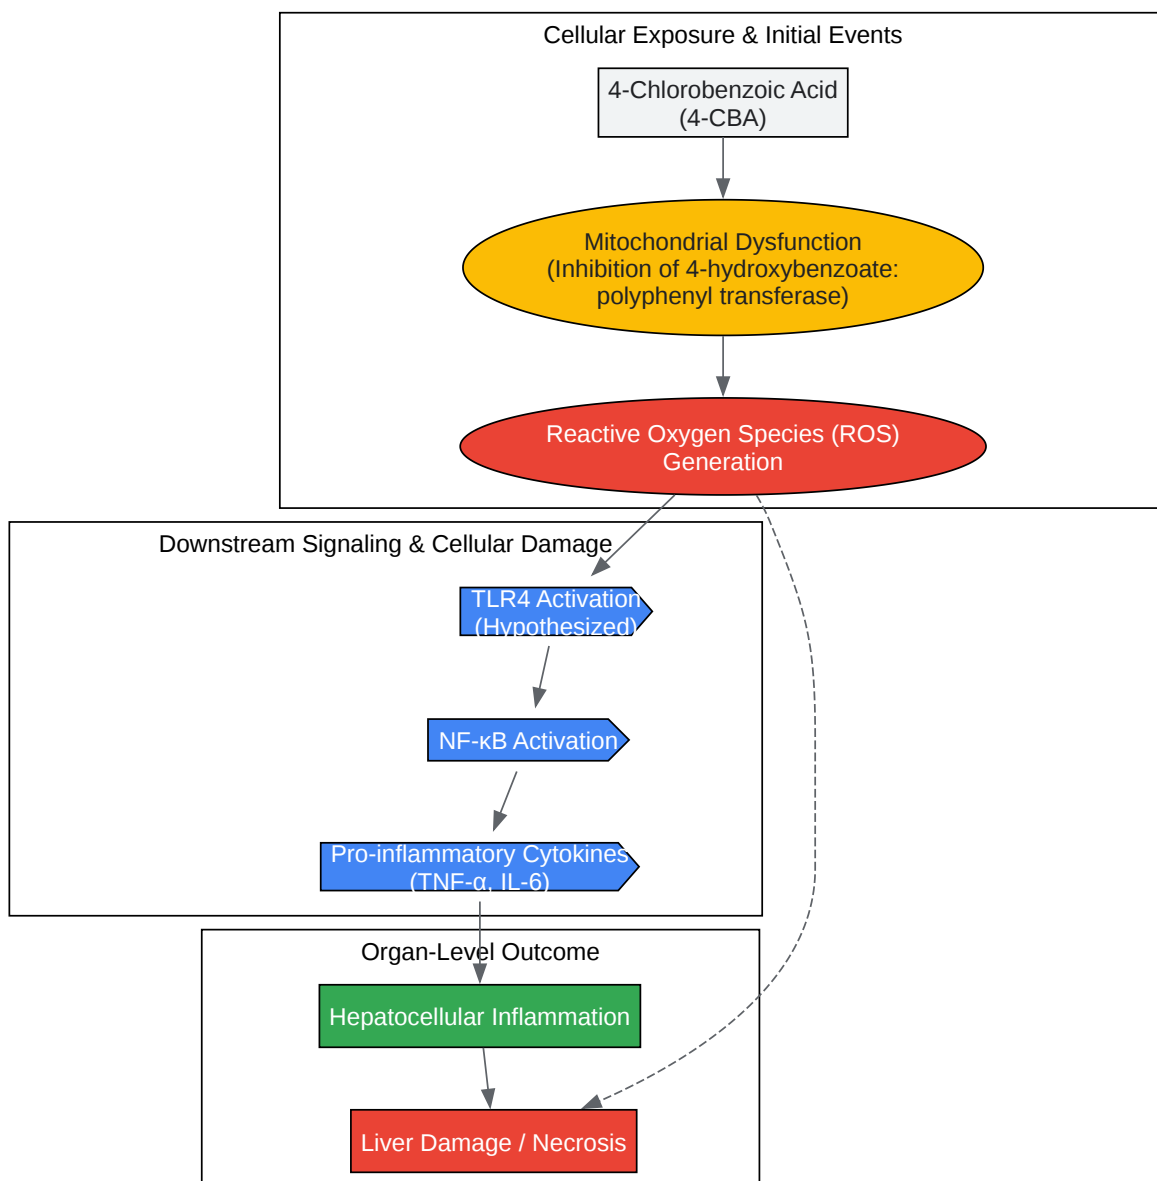 Cellular Exposure & Initial Events
4-Chlorobenzoic Acid
(4-CBA)
Mitochondrial Dysfunction
(Inhibition of 4-hydroxybenzoate:
polyphenyl transferase)
Reactive Oxygen Species (ROS)
Generation
Downstream Signaling & Cellular Damage
TLR4 Activation
(Hypothesized)
NF-κB Activation
Pro-inflammatory Cytokines
(TNF-α, IL-6)
Organ-Level Outcome
Hepatocellular Inflammation
Liver Damage / Necrosis